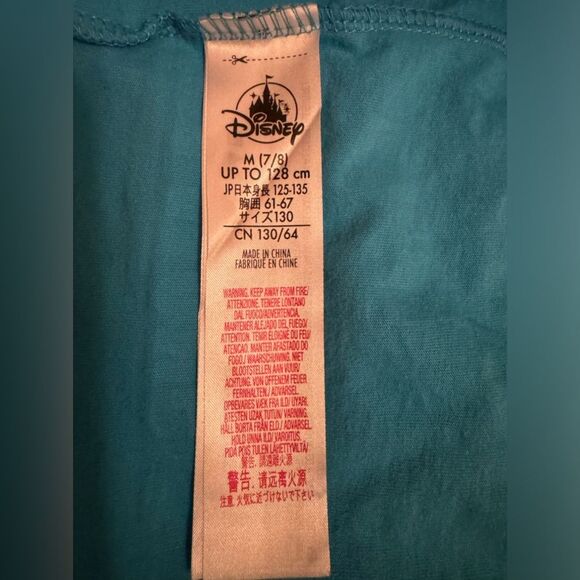 Disney
M (7/8)
UP TO 128 cm
JP日本身長 125-135
胸囲 61-67
サイズ130
CN 130/64
MADE IN CHINA
FABRIQUE EN CHINE
WARNING. KEEP AWAY FROM FIRE/
ATTENZIONE. TENERE LONTANO
DAL FUOCO/ADVERTENCIA.
MANTENER ALEJADO DEL FUEGO/
ATTENTION. TENIR ÉLOIGNE DU FEU/
ATENCAO. MANTER AFASTADO DO
FOGO/ WAARSCHUWING. NIET
BLOOTSTELLEN AAN VUUR/
ACHTUNG. VON OFFENEM FEUER
FERNHALTEN./ ADVARSEL.
OPBEVARES VÆK FRA ILD/ UYARI.
ATESTEN UZAK TUTUN/ VARNING.
HÅLL BORTA FRÅN ELD./ ADVARSEL.
HOLD UNNA ILD/ VAROITUS.
PIDÄ POIS TULEN LÄHETTYVILTÄ/
警告. 請遠離火源
警告. 请远离火源
注意. 火気に近づけないで下さい